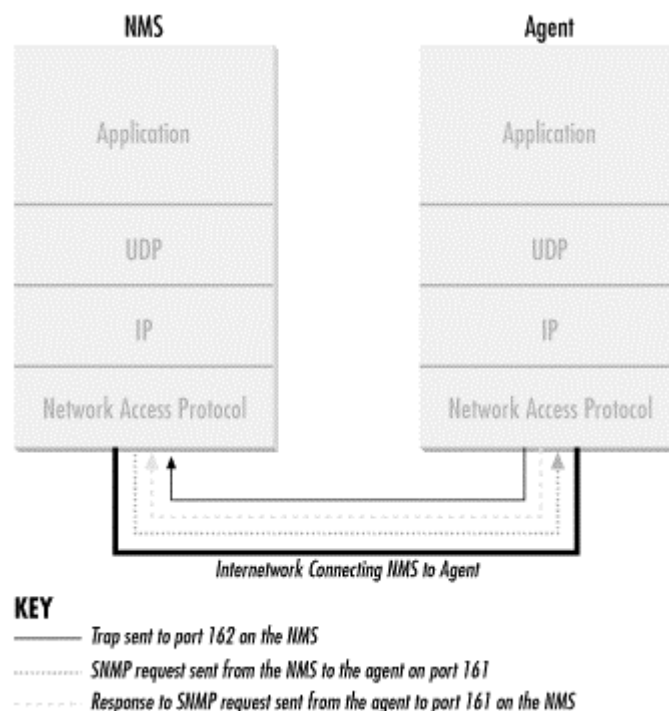 NMS
Agent
Application
Application
UDP
UDP
IP
IP
Network Access Protocol
Network Access Protocol
Internetwork Connecting NMS to Agent
KEY
Trap sent to port 162 on the NMS
SNMP request sent from the NMS to the agent on port 161
Response to SNMP request sent from the agent to port 161 on the NMS